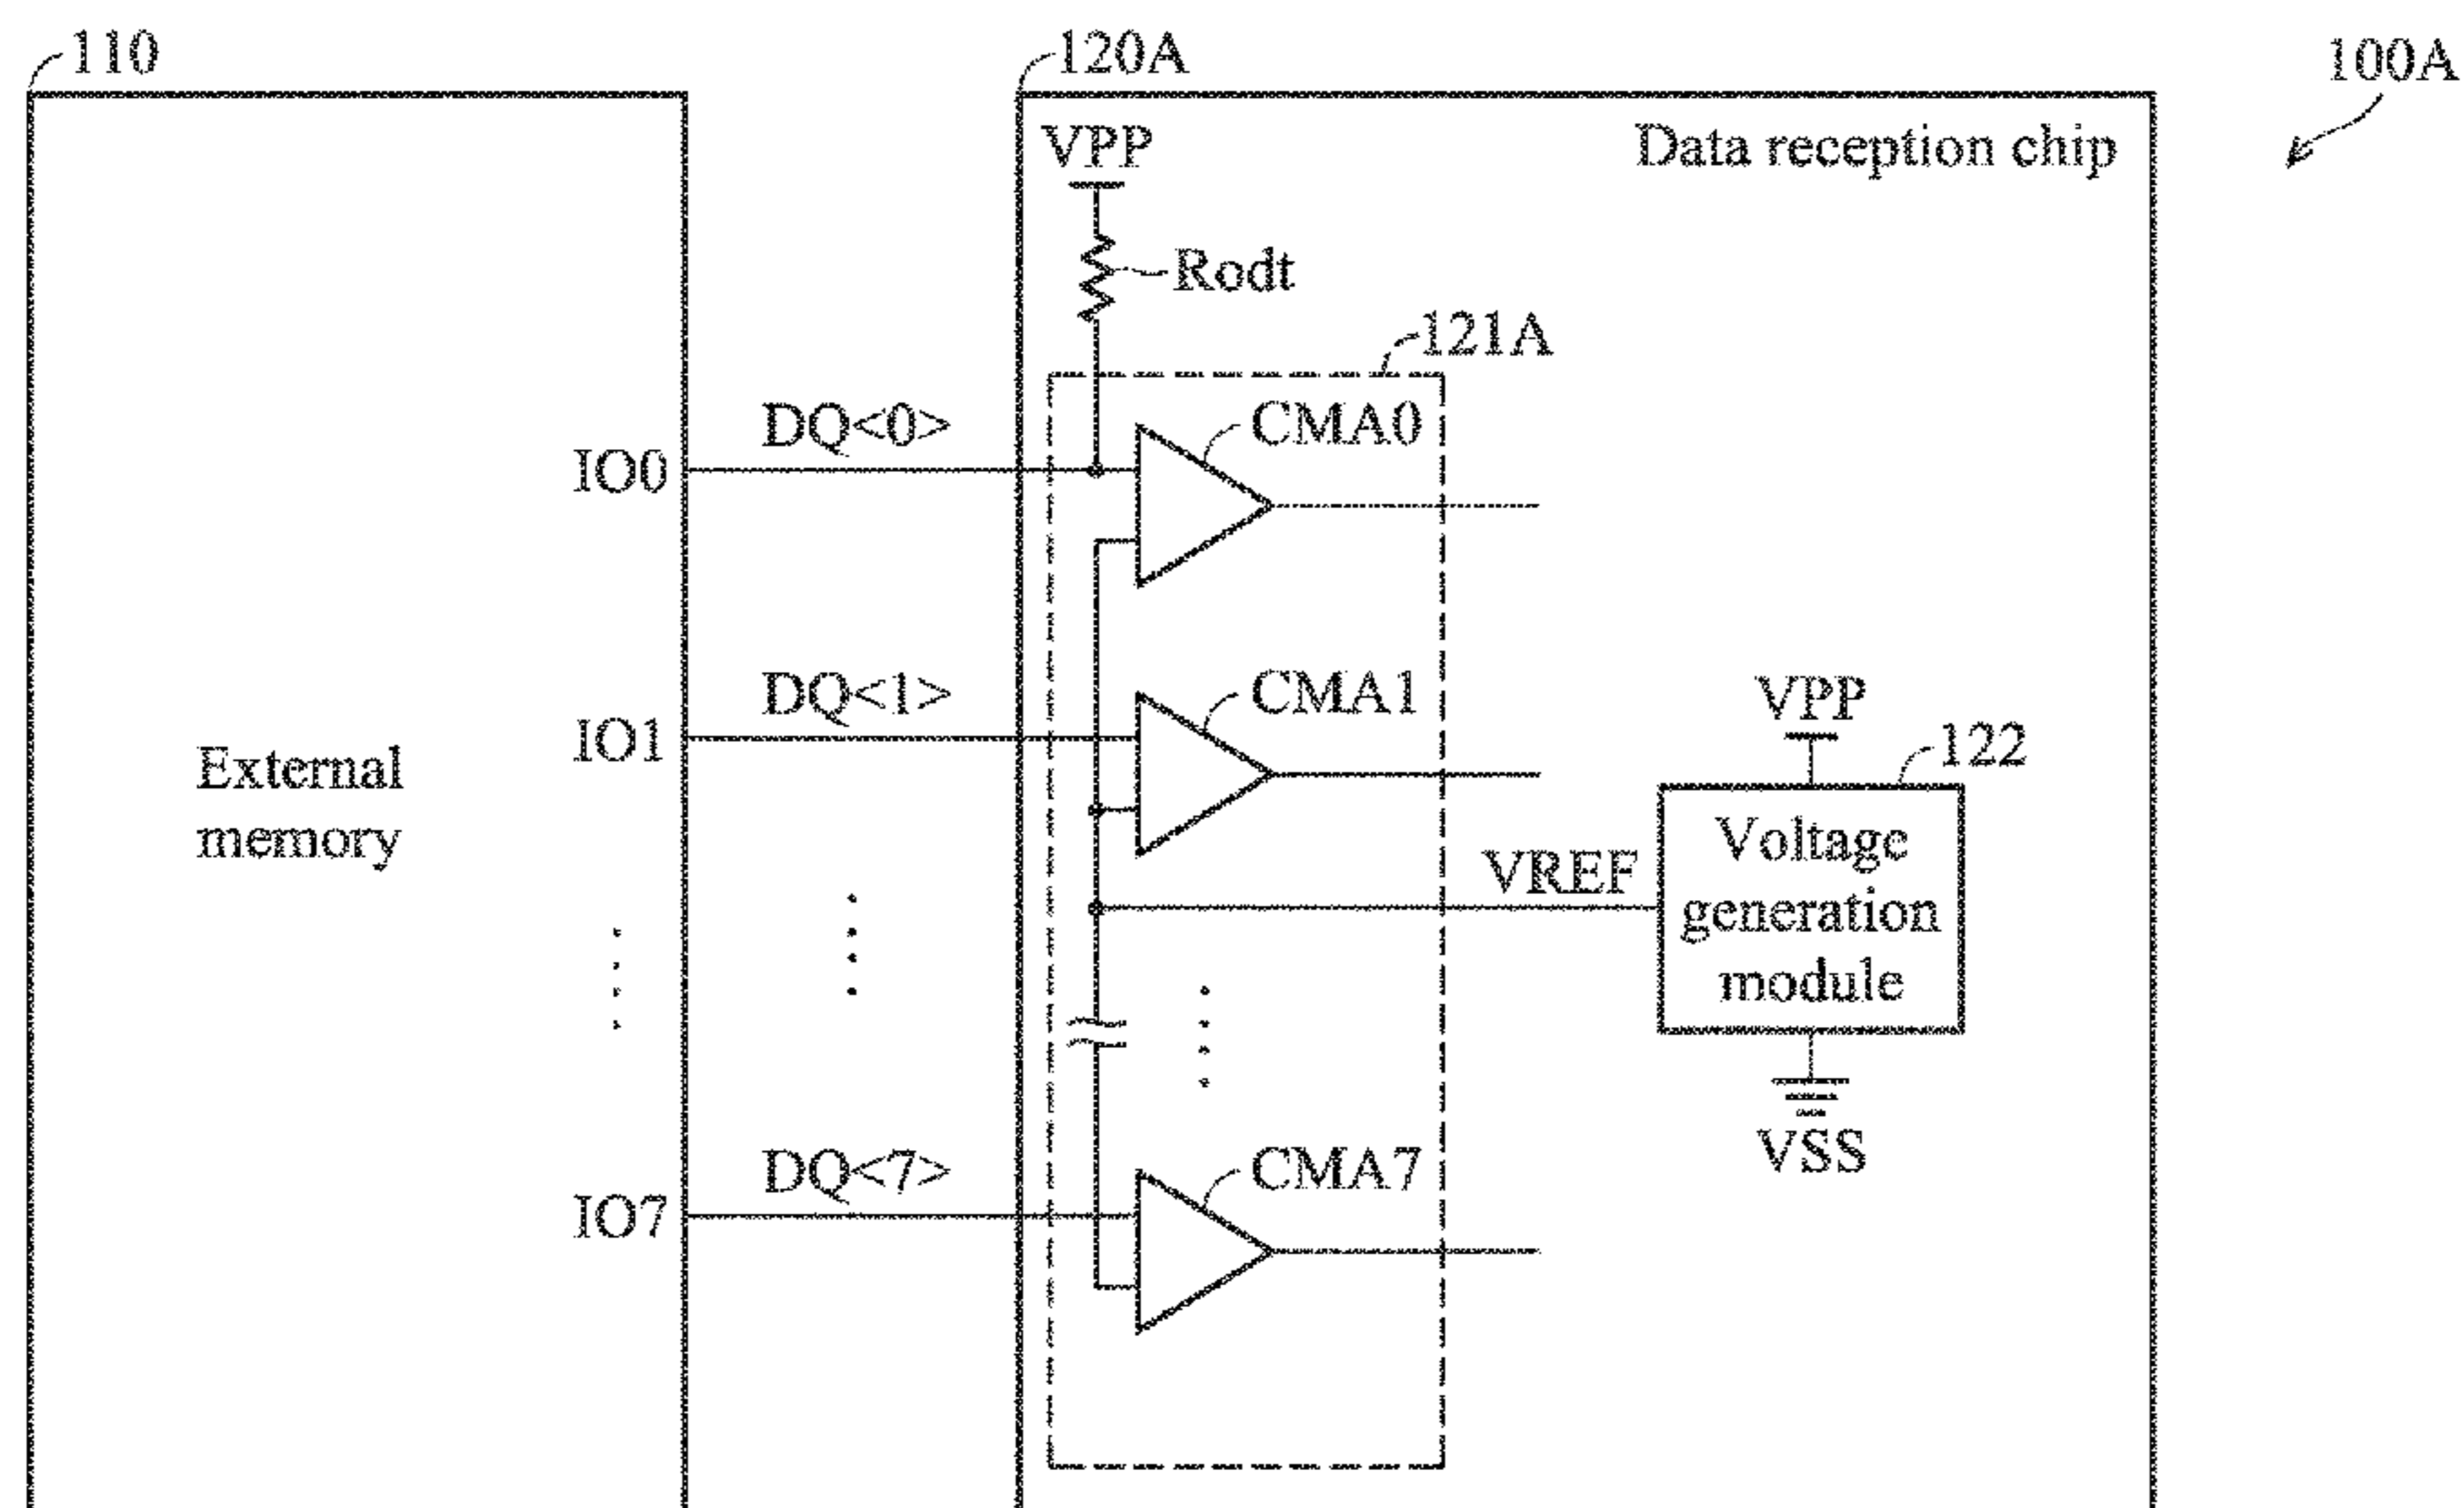 110
120A
100A
VPP
Data reception chip
Rodt
121A
DQ<0>
CMA0
IO0
DQ<1>
CMA1
IO1
External
memory
VPP
122
Voltage
generation
module
VREF
VSS
DQ<7>
CMA7
IO7